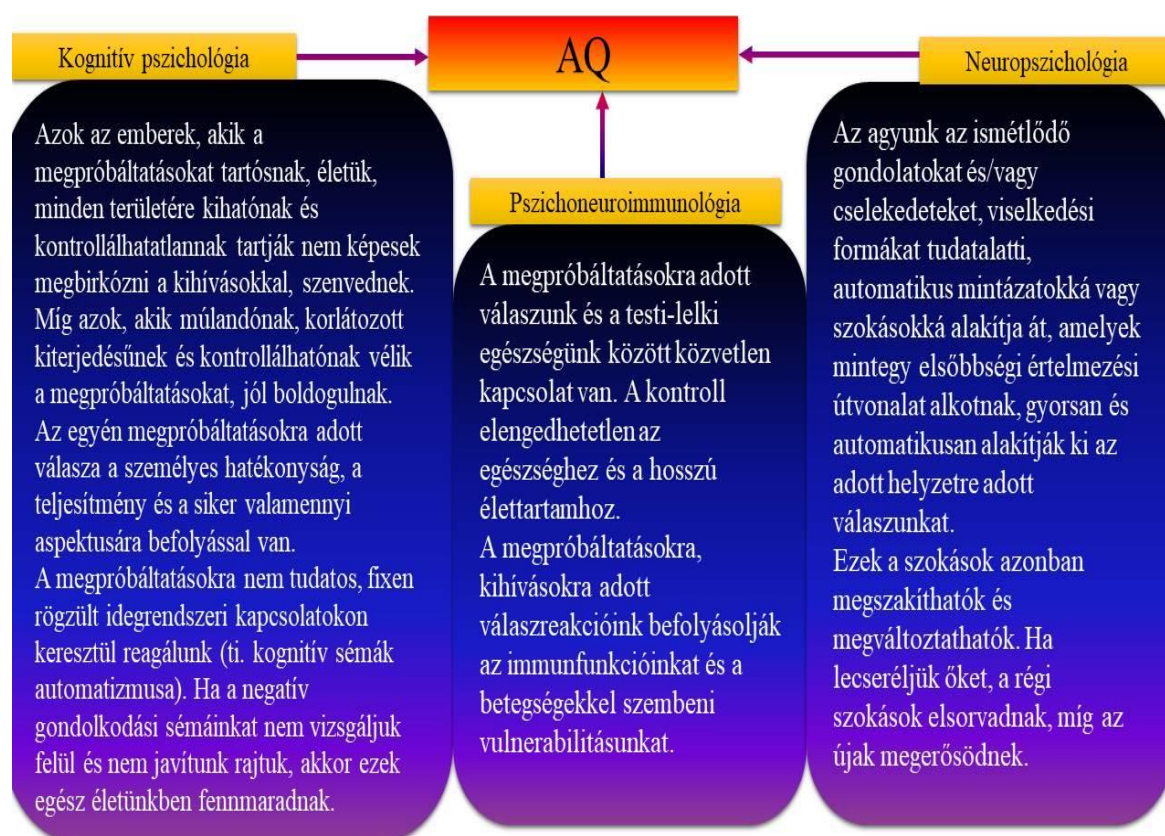 AQ
Kognitív pszichológia
Azok az emberek, akik a
megpróbáltatásokat tartósnak, életük,
minden területére kihatónak és
kontrollálhatatlannak tartják nem képesek
megbirkózni a kihívásokkal, szenvednek.
Míg azok, akik múlandónak, korlátozott
kiterjedésűnek és kontrollálhatónak vélik
a megpróbáltatásokat, jól boldogulnak.
Az egyén megpróbáltatásokra adott
válasza a személyes hatékonyság, a
teljesítmény és a siker valamennyi
aspektusára befolyással van.
A megpróbáltatásokra nem tudatos, fixen
rögzült idegrendszeri kapcsolatokon
keresztül reagálunk (ti. kognitív sémák
automatizmusa). Ha a negatív
gondolkodási sémáinkat nem vizsgáljuk
felül és nem javítunk rajtuk, akkor ezek
egész életünkben fennmaradnak.
Pszichoneuroimmunológia
A megpróbáltatásokra adott
válaszunk és a testi-lelki
egészségünk között közvetlen
kapcsolat van. A kontroll
elengedhetetlen az
egészséghez és a hosszú
élettartamhoz.
A megpróbáltatásokra,
kihívásokra adott
válaszreakcióink befolyásolják
az immunfunkcióinkat és a
betegségekkel szembeni
vulnerabilitásunkat.
Neuropszichológia
Az agyunk az ismétlődő
gondolatokat és/vagy
cselekedeteket, viselkedési
formákat tudatalatti,
automatikus mintázatokká vagy
szokásokká alakítja át, amelyek
mintegy elsőbbségi értelmezési
útvonalat alkotnak, gyorsan és
automatikusan alakítják ki az
adott helyzetre adott
válaszunkat.
Ezek a szokások azonban
megszakíthatók és
megváltoztathatók. Ha
lecseréljük őket, a régi
szokások elsorvadnak, míg az
újak megerősödnek.